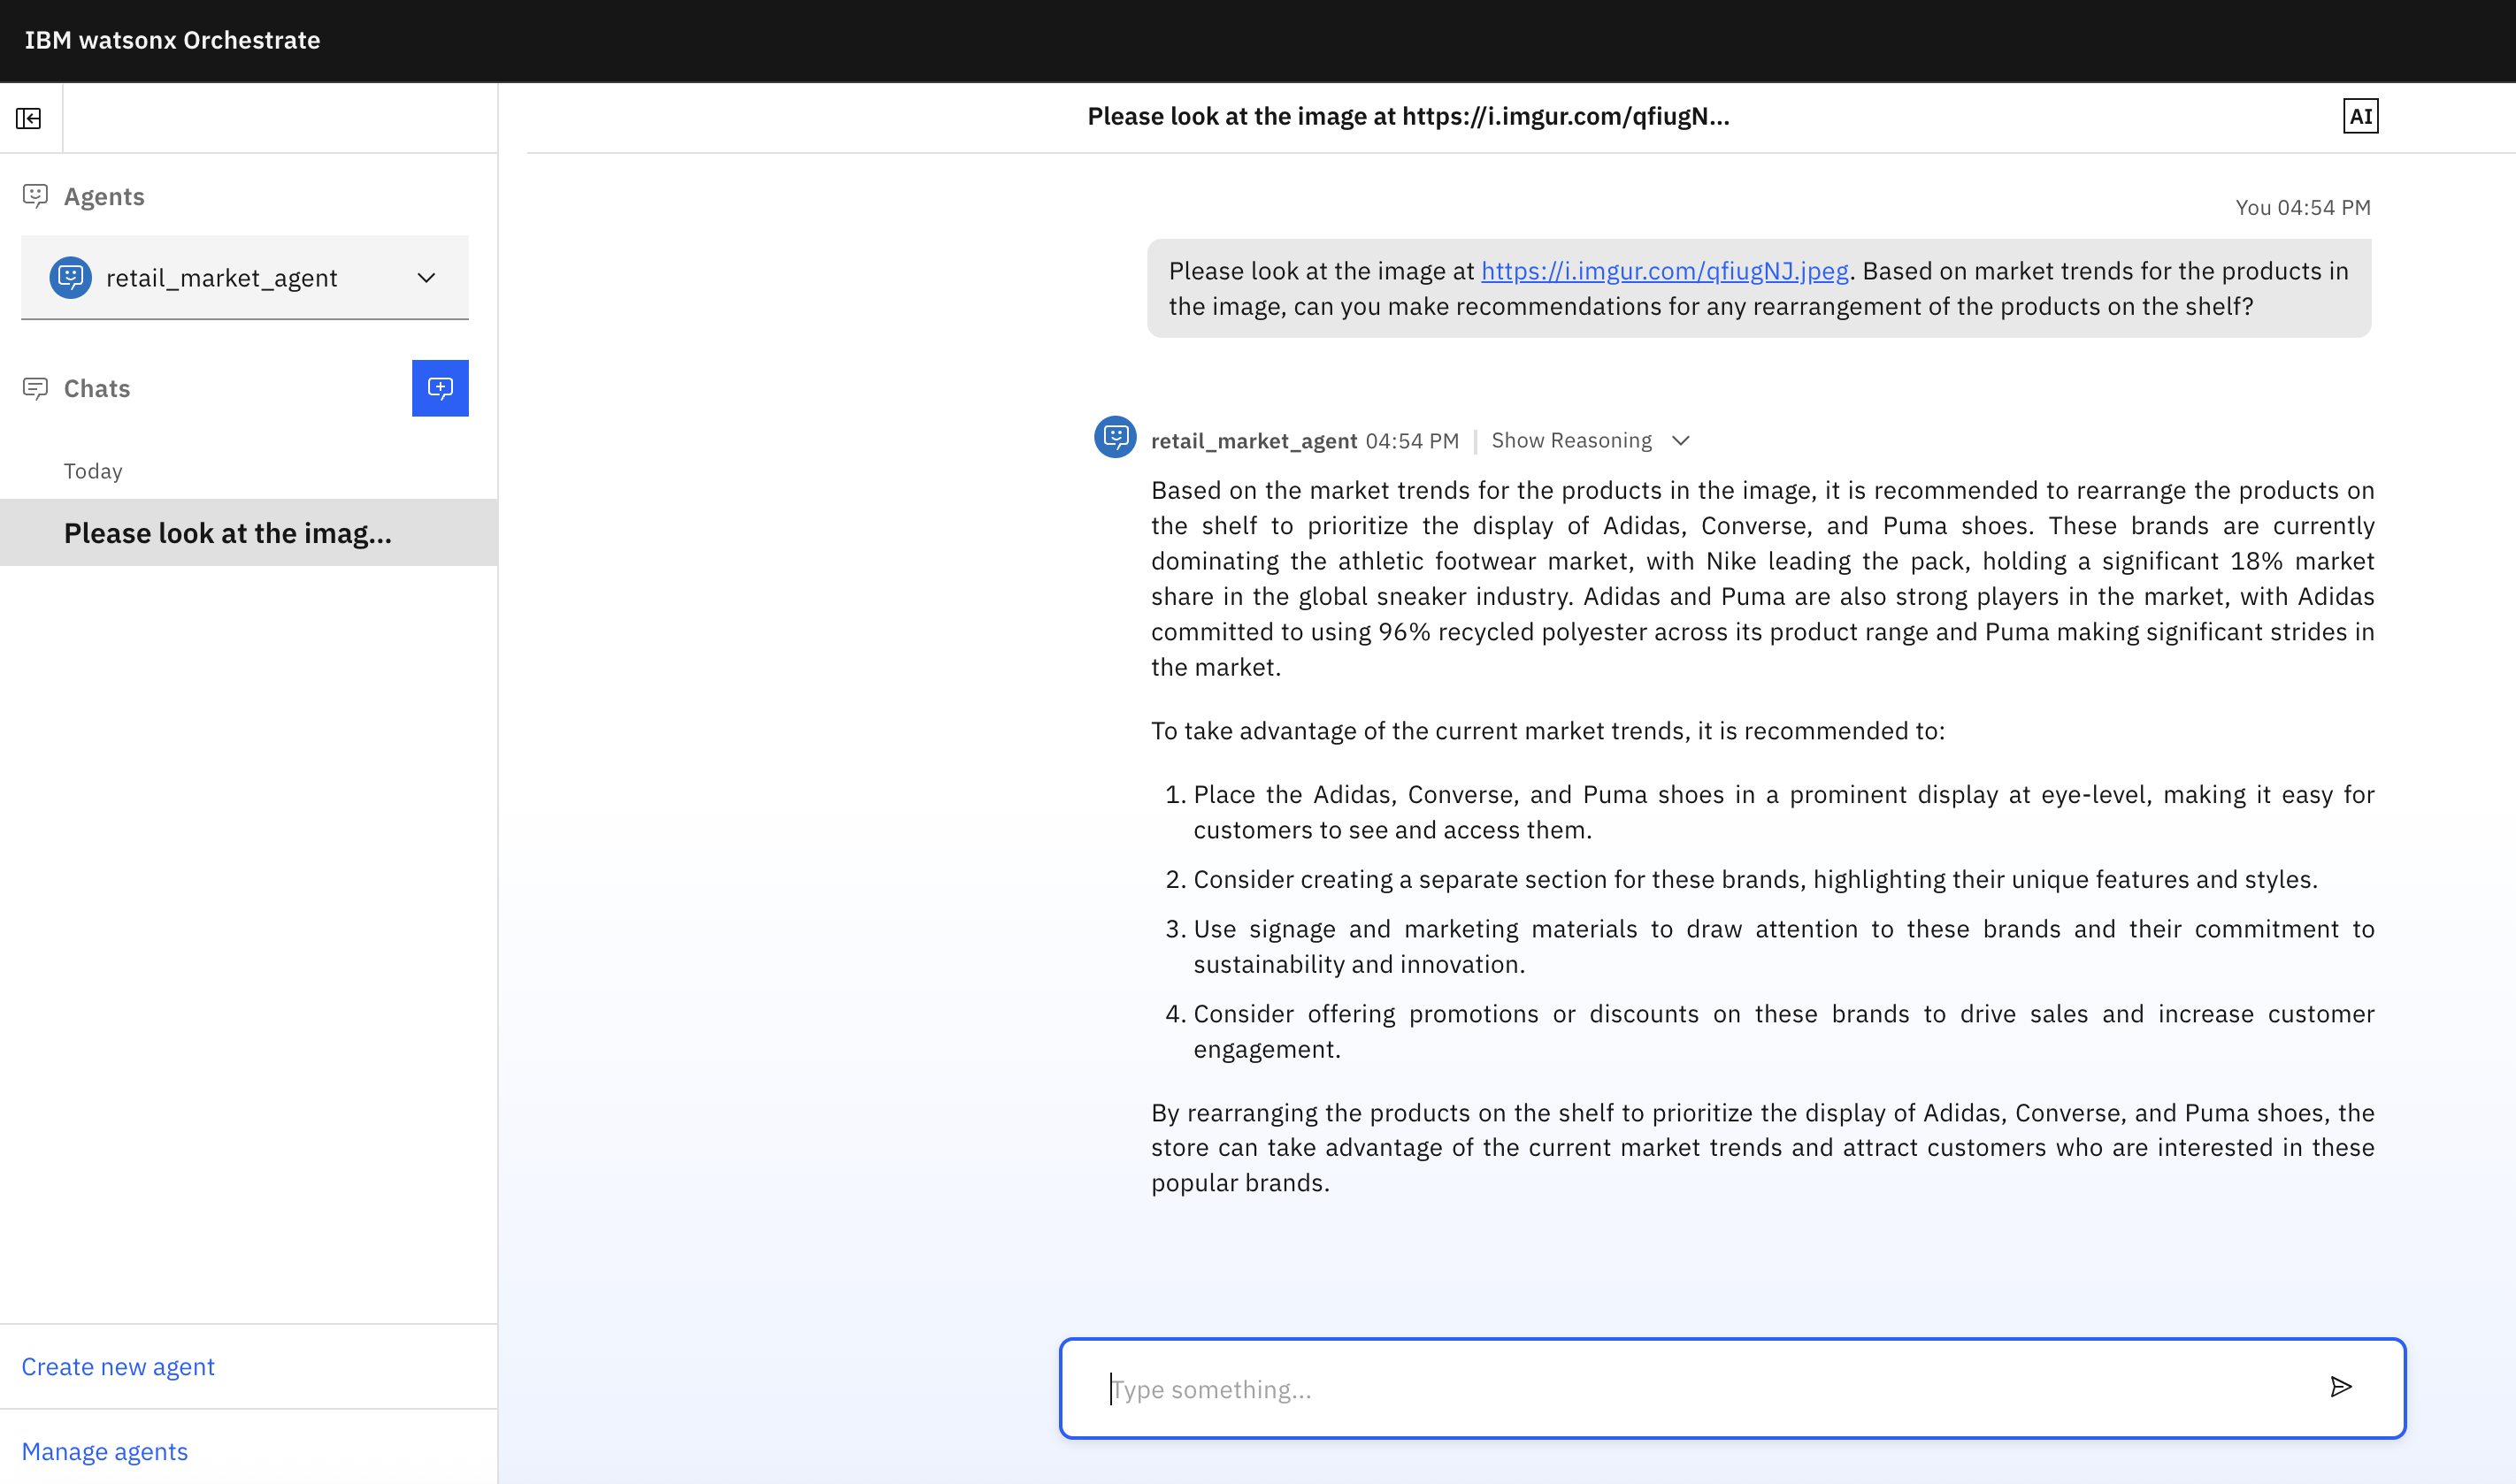 IBM watsonx Orchestrate
Please look at the image at https://i.imgur.com/qfiugN...
AI
Agents
retail_market_agent
Chats
Today
Please look at the imag...
Create new agent
Manage agents
You 04:54 PM
Please look at the image at https://i.imgur.com/qfiugNJ.jpeg. Based on market trends for the products in
the image, can you make recommendations for any rearrangement of the products on the shelf?
retail_market_agent 04:54 PM | Show Reasoning
Based on the market trends for the products in the image, it is recommended to rearrange the products on
the shelf to prioritize the display of Adidas, Converse, and Puma shoes. These brands are currently
dominating the athletic footwear market, with Nike leading the pack, holding a significant 18% market
share in the global sneaker industry. Adidas and Puma are also strong players in the market, with Adidas
committed to using 96% recycled polyester across its product range and Puma making significant strides in
the market.
To take advantage of the current market trends, it is recommended to:
1. Place the Adidas, Converse, and Puma shoes in a prominent display at eye-level, making it easy for
customers to see and access them.
2. Consider creating a separate section for these brands, highlighting their unique features and styles.
3. Use signage and marketing materials to draw attention to these brands and their commitment to
sustainability and innovation.
4. Consider offering promotions or discounts on these brands to drive sales and increase customer
engagement.
By rearranging the products on the shelf to prioritize the display of Adidas, Converse, and Puma shoes, the
store can take advantage of the current market trends and attract customers who are interested in these
popular brands.
Type something...